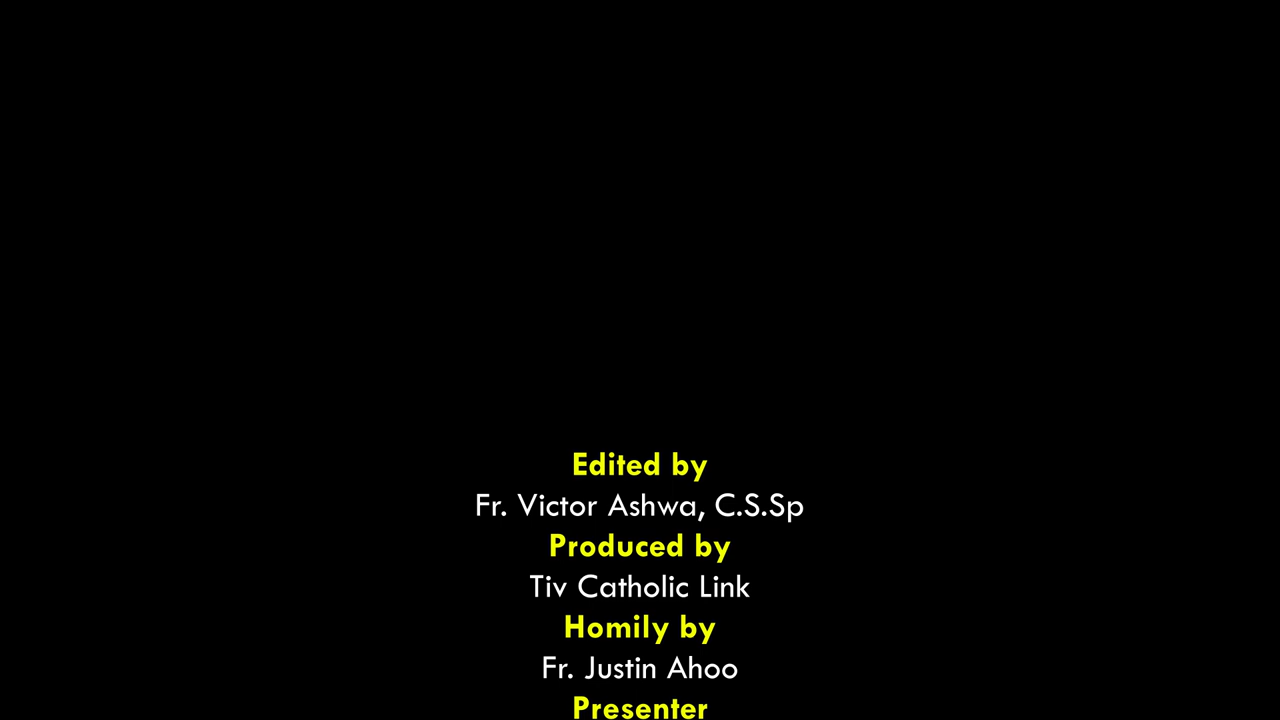 Edited by
Fr. Victor Ashwa, C.S.Sp
Produced by
Tiv Catholic Link
Homily by
Fr. Justin Ahoo
Presenter